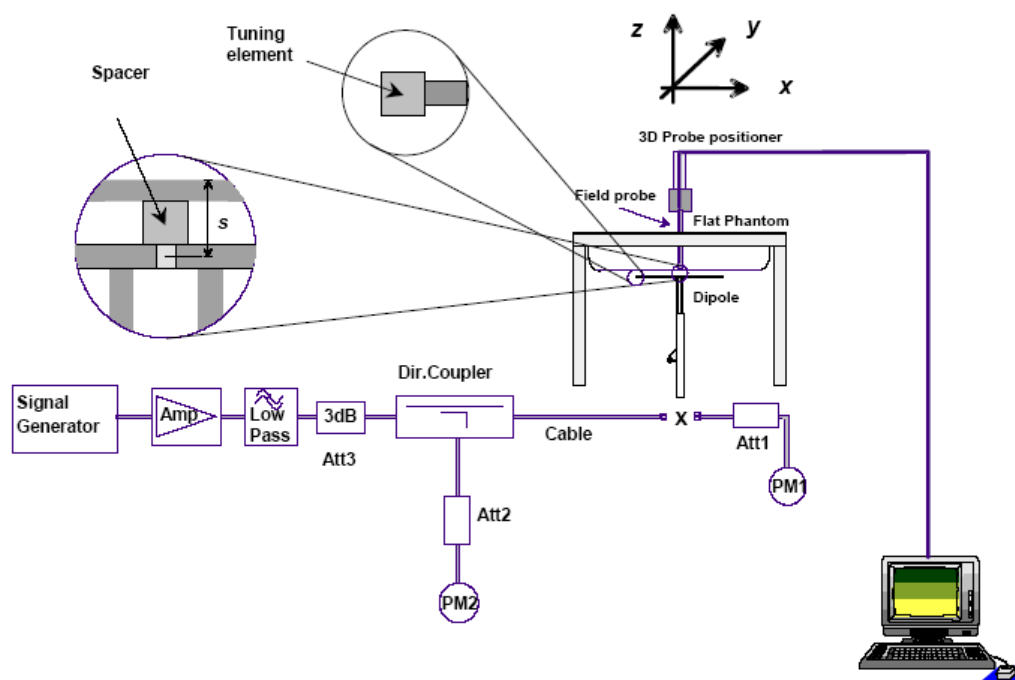 Tuning
element
Spacer
s
z
y
x
3D Probe positioner
Field probe
Flat Phantom
Dipole
Dir.Coupler
Signal
Generator
Amp
Low
Pass
3dB
Att3
Cable
X
Att1
PM1
Att2
PM2